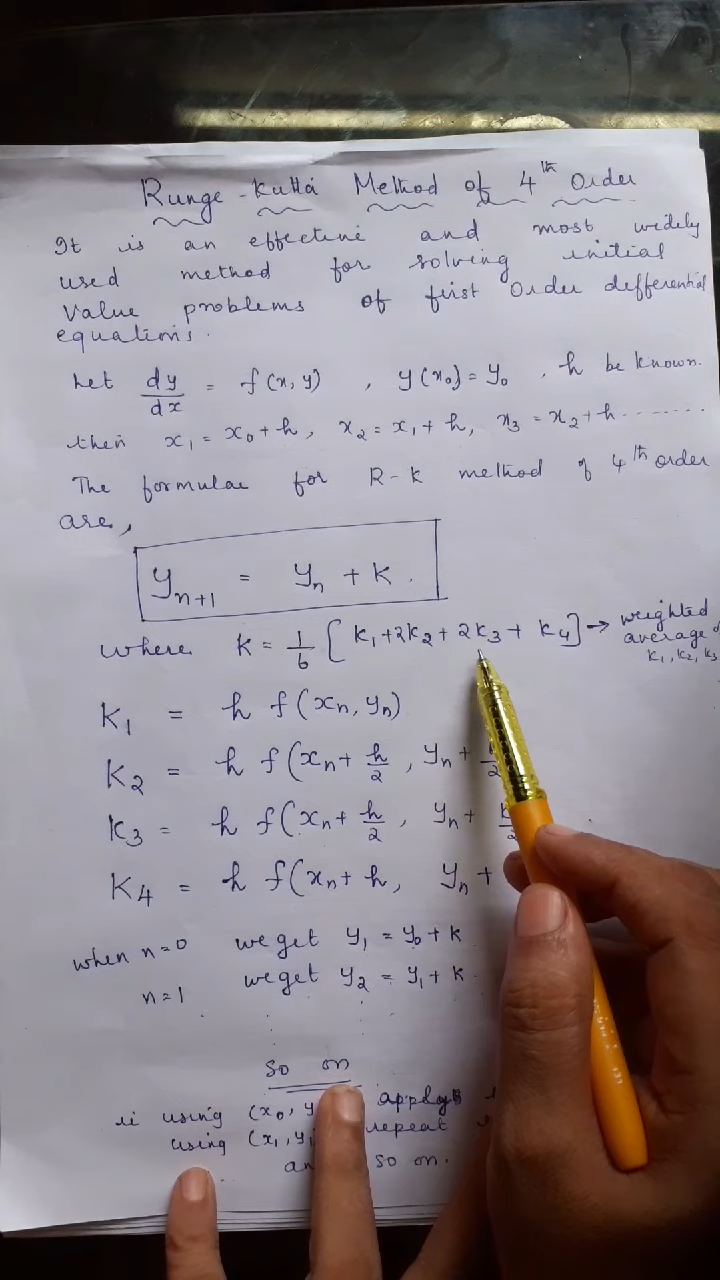 Runge-Kutta Method of 4th Order
It is an effective and most widely
used method for solving initial
value problems of first order differential
equations.
Let dy/dx = f(x, y) , y(x₀) = y₀ , h be known.
then x₁ = x₀ + h, x₂ = x₁ + h, x₃ = x₂ + h .......
The formulae for R-K method of 4th order
are,
yₙ₊₁ = yₙ + K.
where K = 1/6 [K₁ + 2K₂ + 2K₃ + K₄] → weighted
average
K₁, K₂, K₃
K₁ = h f(xₙ, yₙ)
K₂ = h f(xₙ + h/2 , yₙ +
K₃ = h f(xₙ + h/2 , yₙ +
K₄ = h f(xₙ + h, yₙ +
when n=0 we get y₁ = y₀ + K
n=1 we get y₂ = y₁ + K
so on
using (x₀, y
using (x₁, y₁ repeat
so on.